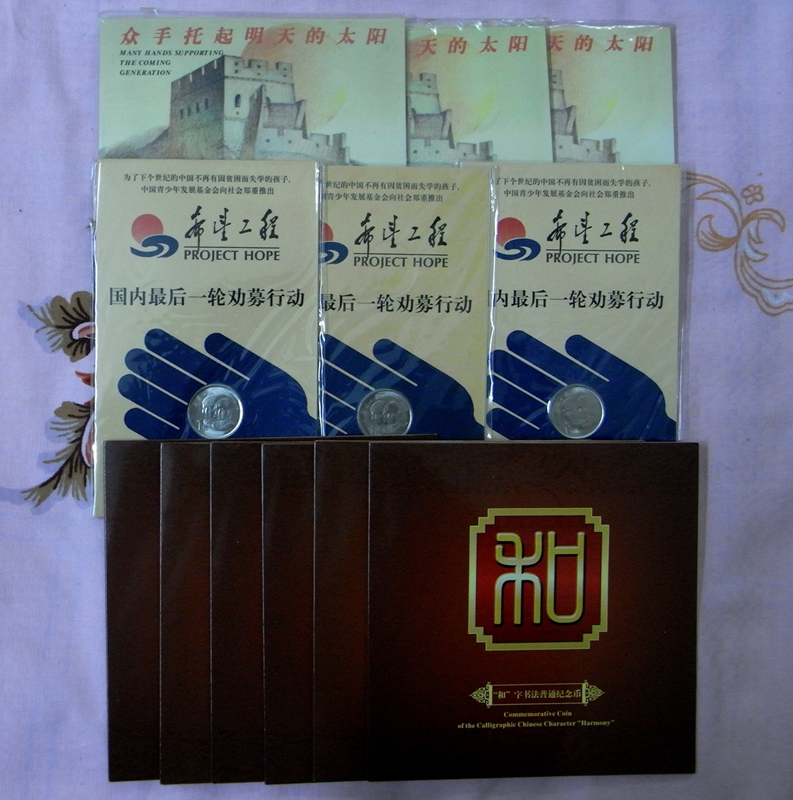 众手托起明天的太阳
MANY HANDS SUPPORTING
THE COMING
GENERATION
天的太阳
天的太阳
为了下个世纪的中国不再有因贫困而失学的孩子,
中国青少年发展基金会向社会郑重推出
希望工程
PROJECT HOPE
国内最后一轮劝募行动
世纪的中国不再有因贫困而失学的孩子,
国青少年发展基金会向社会郑重推出
希望工程
PROJECT HOPE
最后一轮劝募行动
了下个世纪的中国不再有因贫困而失学的孩子,
中国青少年发展基金会向社会郑重推出
希望工程
PROJECT HOPE
内最后一轮劝募行动
和
“和”字书法普通纪念币
Commemorative Coin
of the Calligraphic Chinese Character "Harmony"